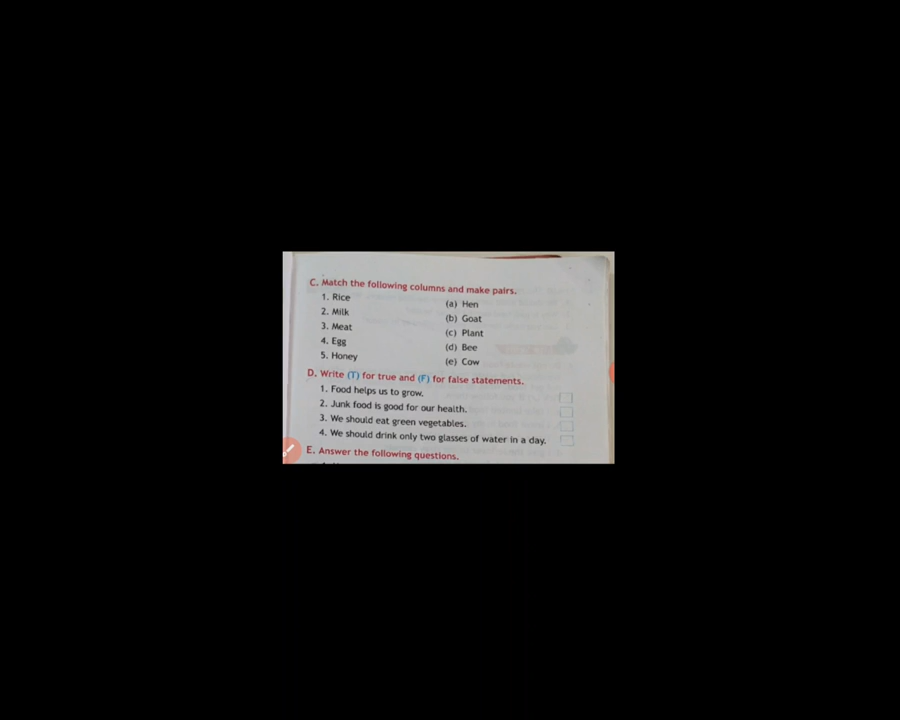 C. Match the following columns and make pairs.
1. Rice (a) Hen
2. Milk (b) Goat
3. Meat (c) Plant
4. Egg (d) Bee
5. Honey (e) Cow
D. Write (T) for true and (F) for false statements.
1. Food helps us to grow.
2. Junk food is good for our health.
3. We should eat green vegetables.
4. We should drink only two glasses of water in a day.
E. Answer the following questions.